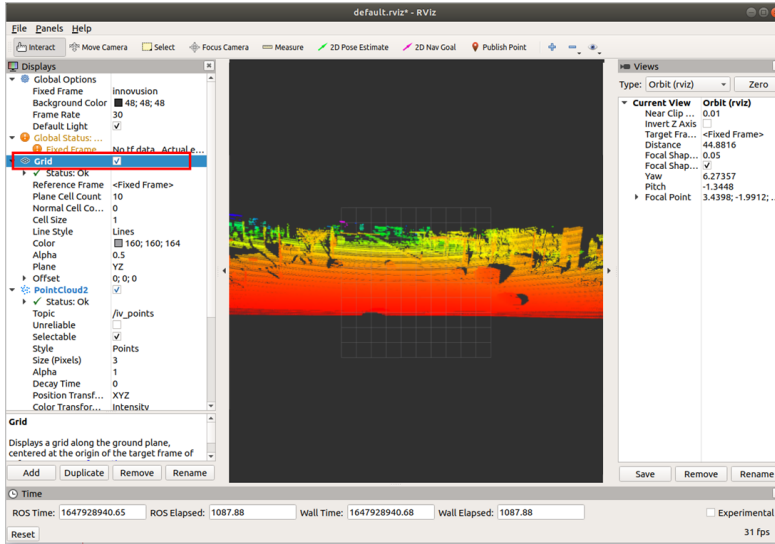 default.rviz* - RViz
File Panels Help
Interact Move Camera Select Focus Camera Measure 2D Pose Estimate 2D Nav Goal Publish Point
Displays
Global Options
Fixed Frame innovusion
Background Color 48; 48; 48
Frame Rate 30
Default Light
Global Status: ...
Fixed Frame No tf data. Actual e...
Grid
Status: Ok
Reference Frame <Fixed Frame>
Plane Cell Count 10
Normal Cell Co... 0
Cell Size 1
Line Style Lines
Color 160; 160; 164
Alpha 0.5
Plane YZ
Offset 0; 0; 0
PointCloud2
Status: Ok
Topic /iv_points
Unreliable
Selectable
Style Points
Size (Pixels) 3
Alpha 1
Decay Time 0
Position Transf... XYZ
Color Transfor... Intensity
Grid
Displays a grid along the ground plane,
centered at the origin of the target frame of
Add Duplicate Remove Rename
Views
Type: Orbit (rviz) Zero
Current View Orbit (rviz)
Near Clip ... 0.01
Invert Z Axis
Target Fra... <Fixed Frame>
Distance 44.8816
Focal Shap... 0.05
Focal Shap...
Yaw 6.27357
Pitch -1.3448
Focal Point 3.4398; -1.9912; ...
Save Remove Rename
Time
ROS Time: 1647928940.65 ROS Elapsed: 1087.88 Wall Time: 1647928940.68 Wall Elapsed: 1087.88 Experimental
Reset 31 fps